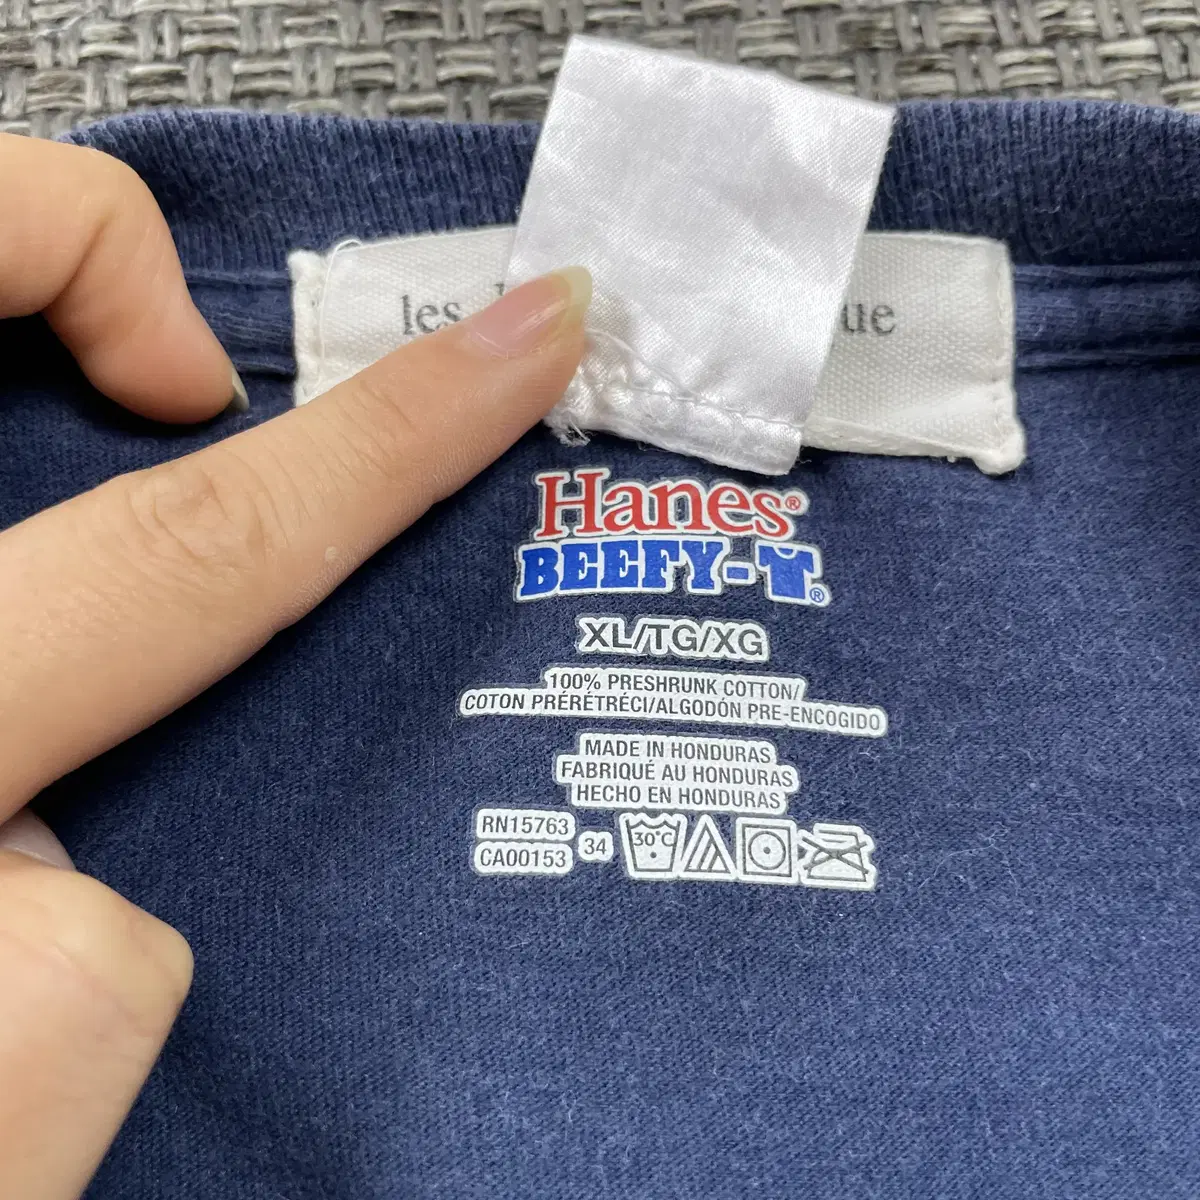 les
ue
Hanes®
BEEFY-T®
XL/TG/XG
100% PRESHRUNK COTTON/
COTON PRÉRÉTRÉCI/ALGODÓN PRE-ENCOGIDO
MADE IN HONDURAS
FABRIQUÉ AU HONDURAS
HECHO EN HONDURAS
RN15763
CA00153
34
30°C